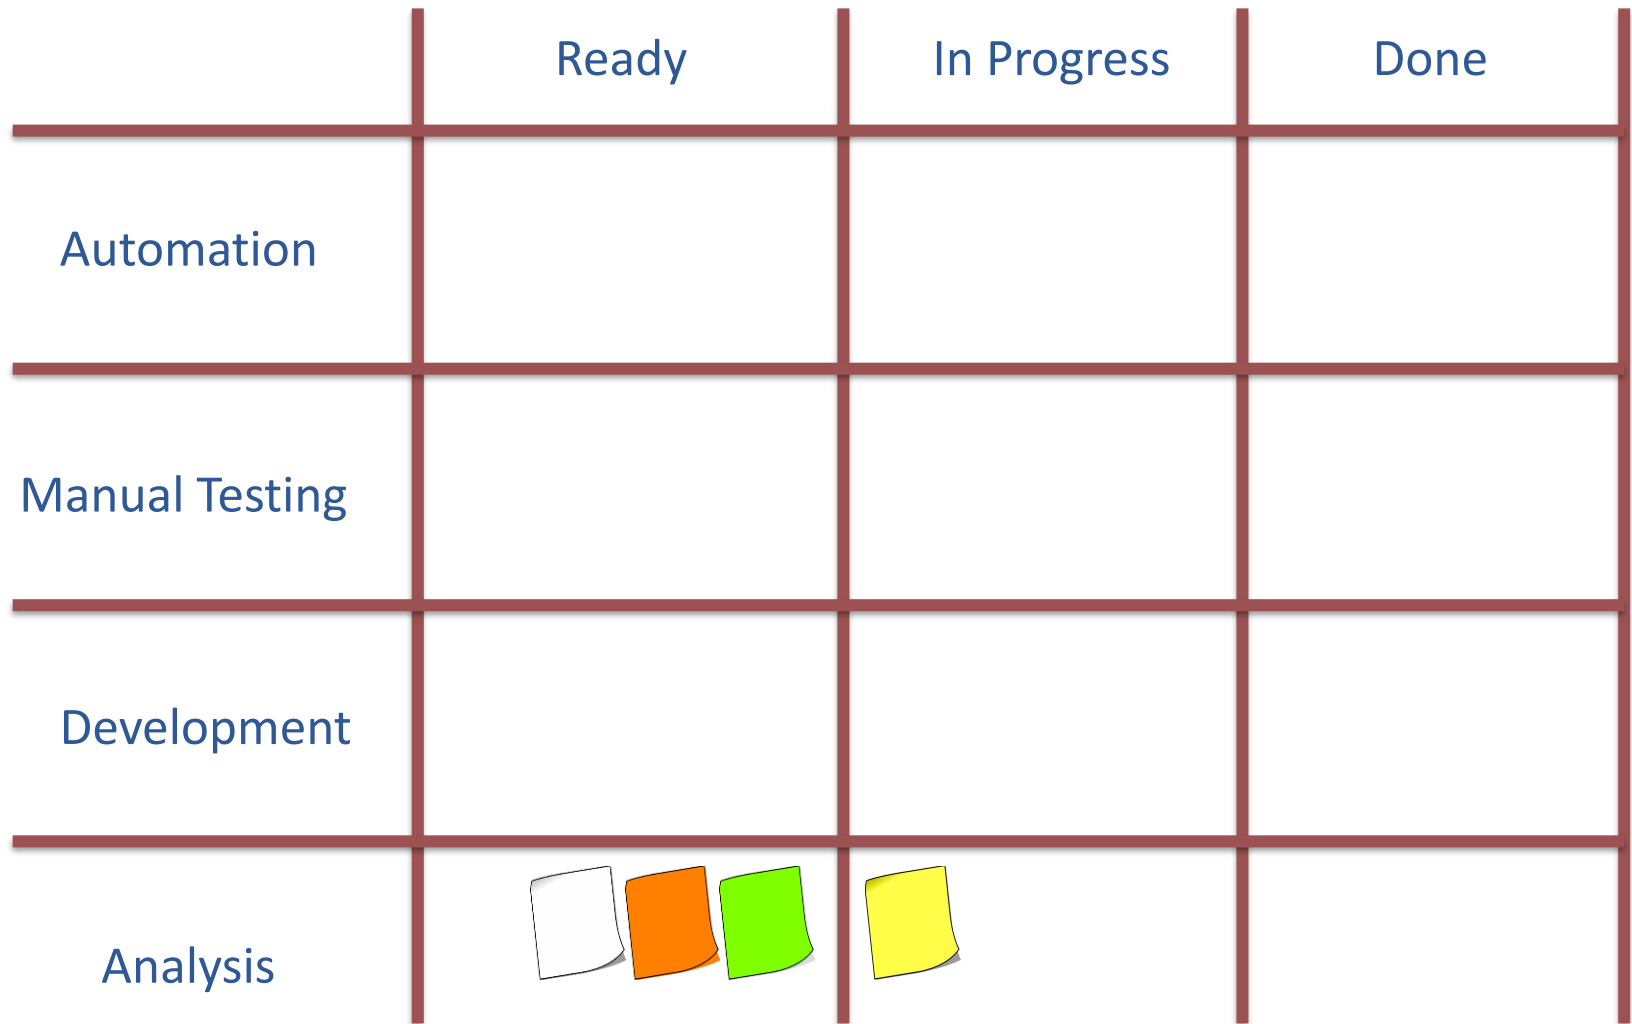 Ready
In Progress
Done
Automation
Manual Testing
Development
Analysis